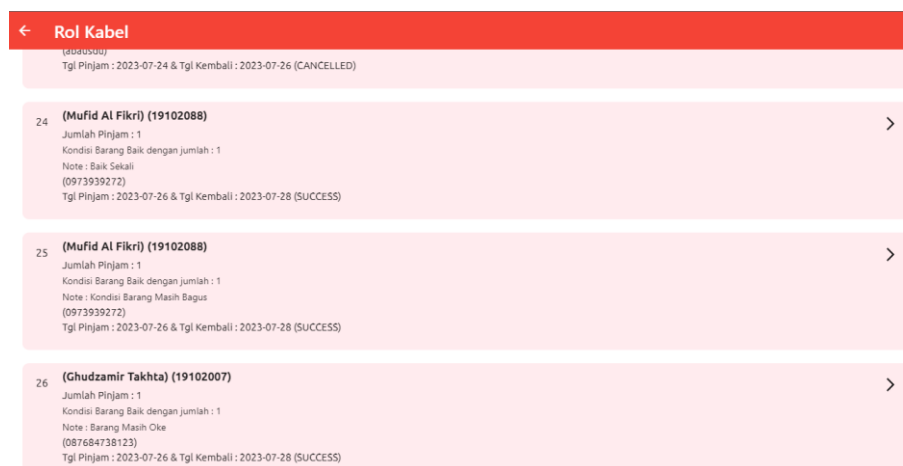 Rol Kabel
(abausdu)
Tgl Pinjam : 2023-07-24 & Tgl Kembali : 2023-07-26 (CANCELLED)
24 (Mufid Al Fikri) (19102088)
Jumlah Pinjam : 1
Kondisi Barang Baik dengan jumlah : 1
Note : Baik Sekali
(0973939272)
Tgl Pinjam : 2023-07-26 & Tgl Kembali : 2023-07-28 (SUCCESS)
25 (Mufid Al Fikri) (19102088)
Jumlah Pinjam : 1
Kondisi Barang Baik dengan jumlah : 1
Note : Kondisi Barang Masih Bagus
(0973939272)
Tgl Pinjam : 2023-07-26 & Tgl Kembali : 2023-07-28 (SUCCESS)
26 (Ghudzamir Takhta) (19102007)
Jumlah Pinjam : 1
Kondisi Barang Baik dengan jumlah : 1
Note : Barang Masih Oke
(087684738123)
Tgl Pinjam : 2023-07-26 & Tgl Kembali : 2023-07-28 (SUCCESS)